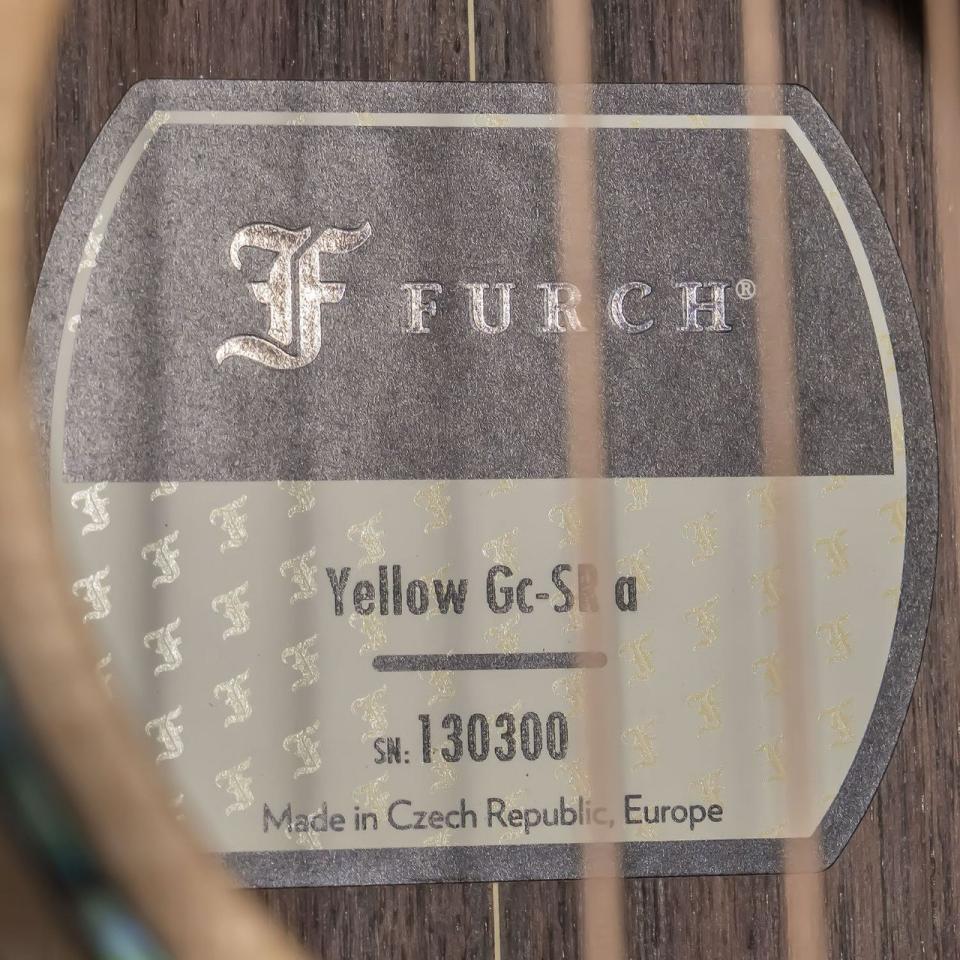 F FURCH®
Yellow Gc-SR a
SN: 130300
Made in Czech Republic, Europe